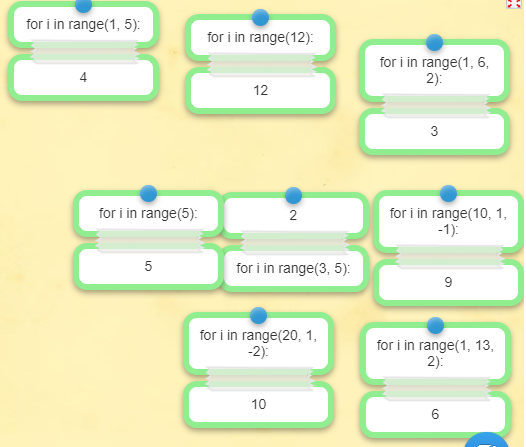 for i in range(1, 5):
4
for i in range(12):
12
for i in range(1, 6,
2):
3
for i in range(5):
5
2
for i in range(3, 5):
for i in range(10, 1,
-1):
9
for i in range(20, 1,
-2):
10
for i in range(1, 13,
2):
6